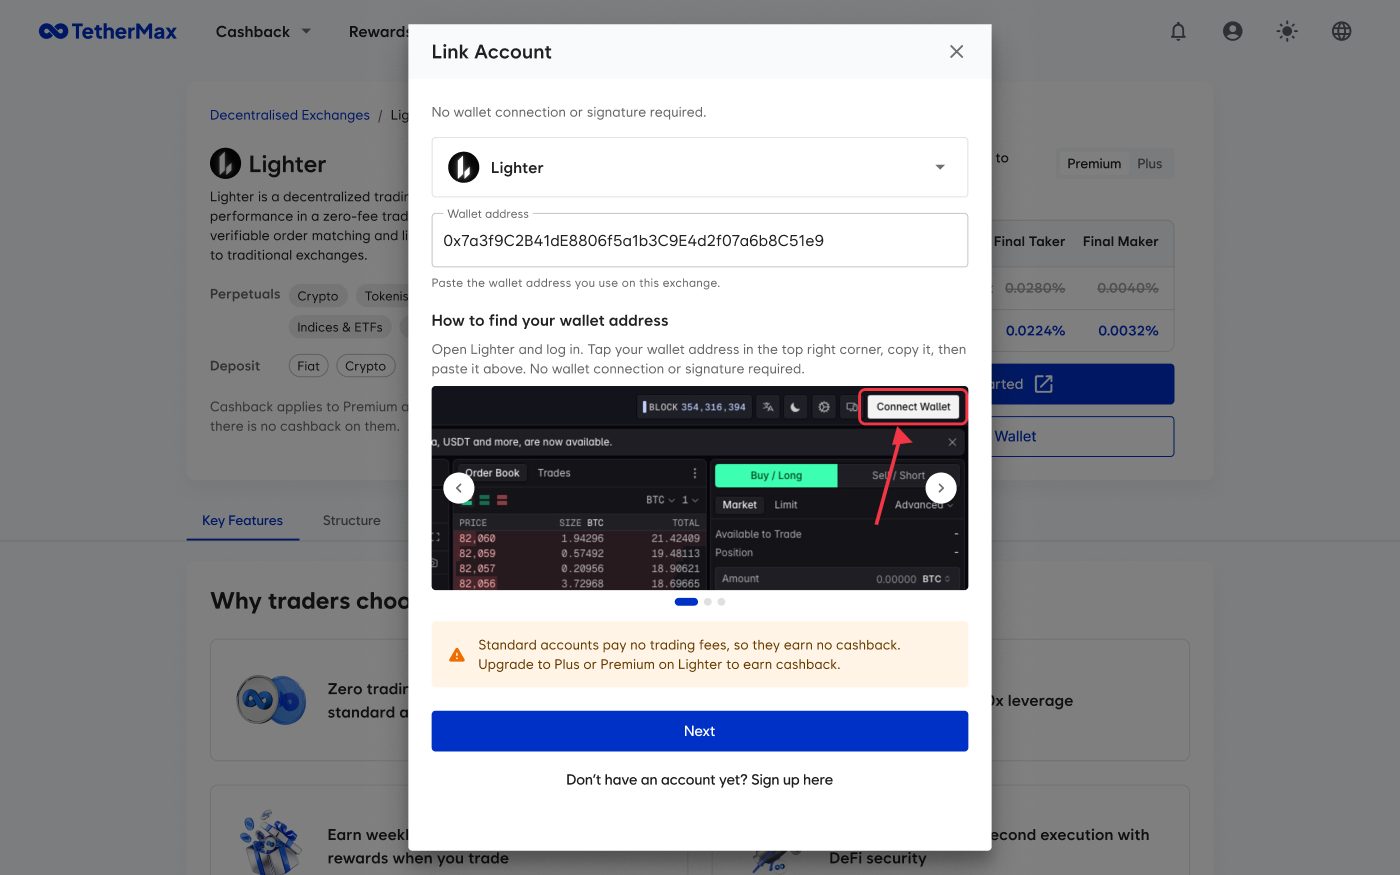 TetherMax
Cashback
Rewards
Link Account
No wallet connection or signature required.
Lighter
Wallet address
0x7a3f9C2B41dE8806f5a1b3C9E4d2f07a6b8C51e9
Paste the wallet address you use on this exchange.
How to find your wallet address
Open Lighter and log in. Tap your wallet address in the top right corner, copy it, then
paste it above. No wallet connection or signature required.
BLOCK 354,316,394
Connect Wallet
a, USDT and more, are now available.
Order Book
Trades
Buy / Long
Sell / Short
BTC
1
Market
Limit
Advanced
PRICE SIZE BTC TOTAL
82,060 1.94296 21.42409
82,059 0.57492 19.48113
82,057 0.20956 18.90621
82,056 3.72968 18.69665
Available to Trade -
Position -
Amount 0.00000 BTC
Standard accounts pay no trading fees, so they earn no cashback.
Upgrade to Plus or Premium on Lighter to earn cashback.
Next
Don't have an account yet? Sign up here
Decentralised Exchanges / Lig
Lighter
Lighter is a decentralized tradin
performance in a zero-fee trad
verifiable order matching and li
to traditional exchanges.
Perpetuals
Crypto
Tokenis
Indices & ETFs
Deposit
Fiat
Crypto
Cashback applies to Premium a
there is no cashback on them.
to
Premium
Plus
Final Taker Final Maker
0.0280% 0.0040%
0.0224% 0.0032%
arted
Wallet
Key Features
Structure
Why traders choo
Zero tradin
standard a
0x leverage
Earn weekl
rewards when you trade
econd execution with
DeFi security